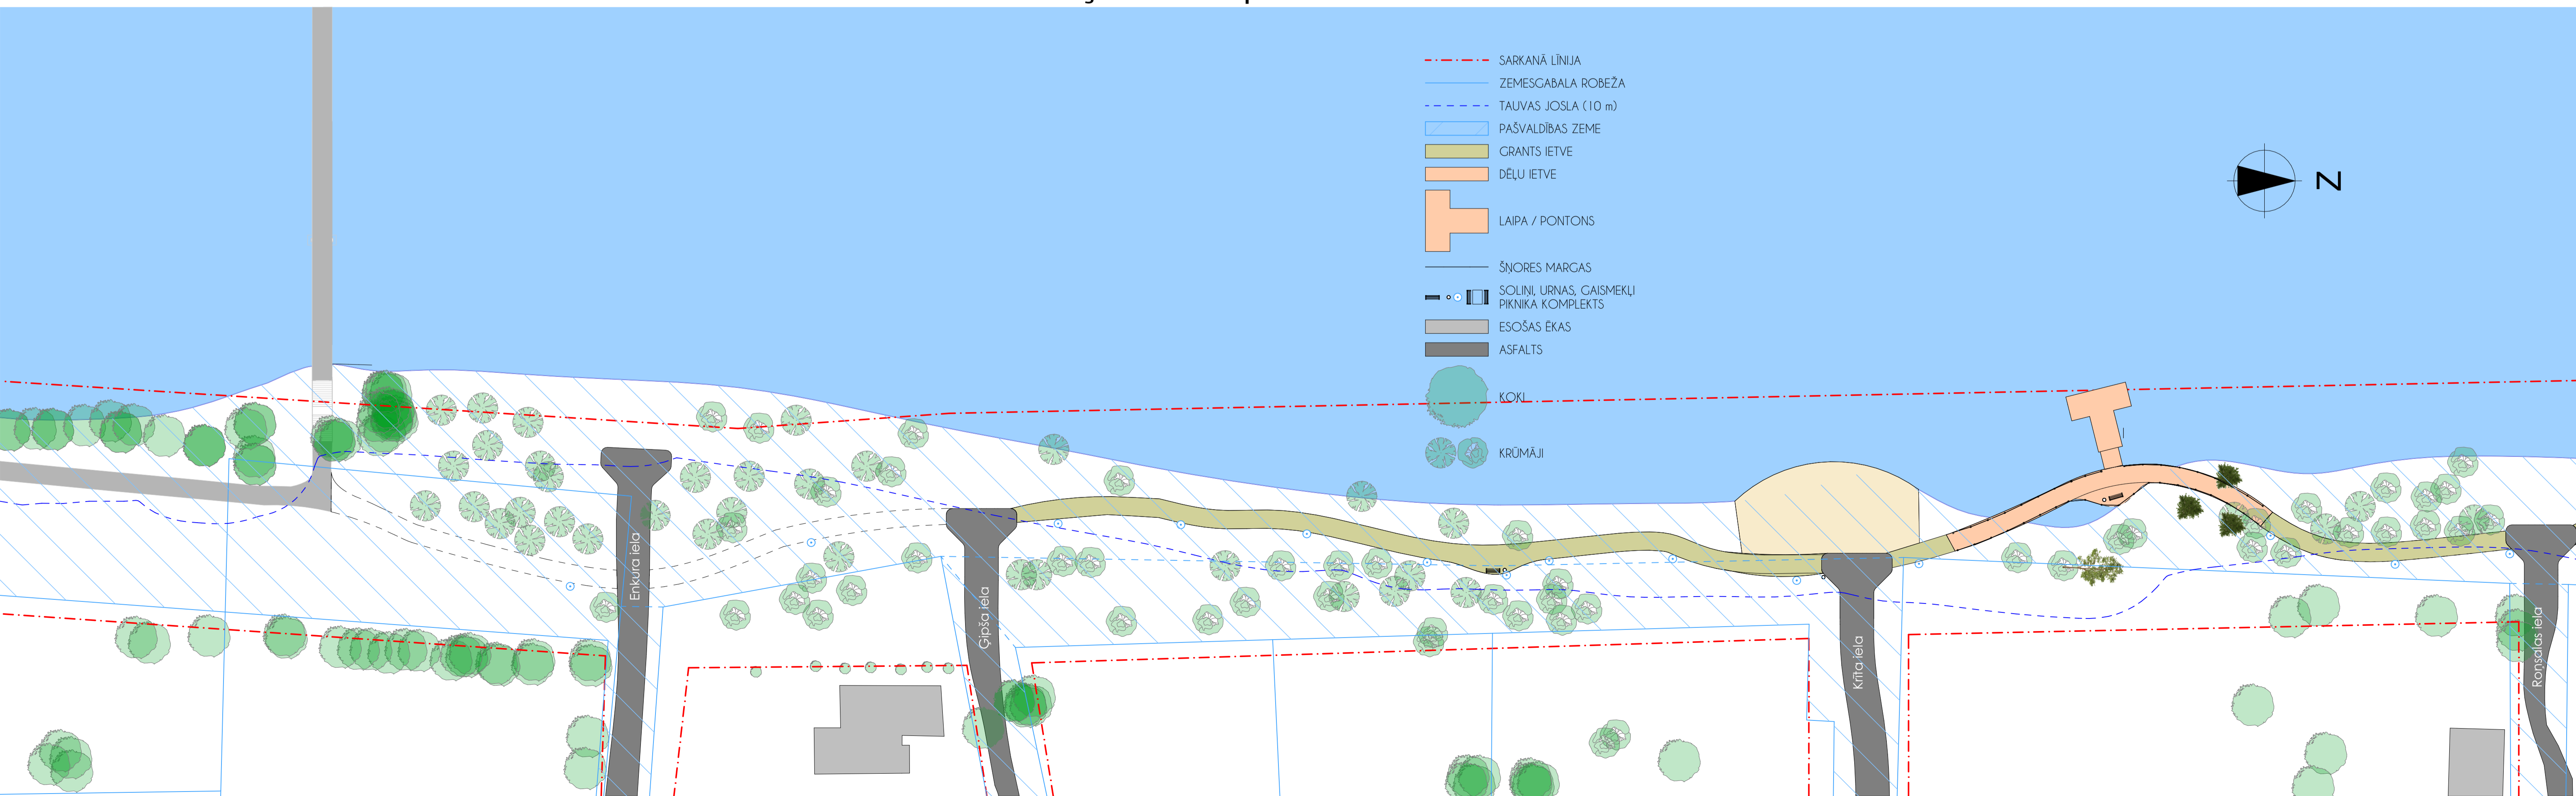 SARKANĀ LĪNIJA
ZEMESGABALA ROBEŽA
TAUVAS JOSLA (10 m)
PAŠVALDĪBAS ZEME
GRANTS IETVE
DĒĻU IETVE
LAIPA / PONTONS
ŠŅORES MARGAS
SOLIŅI, URNAS, GAISMEKĻI
PIKNIKA KOMPLEKTS
ESOŠAS ĒKAS
ASFALTS
KOKI
KRŪMĀJI
N
Enkura iela
Ģipša iela
Krīta iela
Roņsalas iela